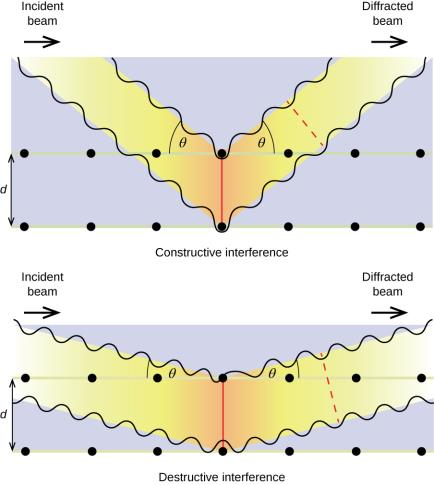 Incident
beam
Diffracted
beam
θ
θ
d
Constructive interference
Incident
beam
Diffracted
beam
θ
θ
d
Destructive interference